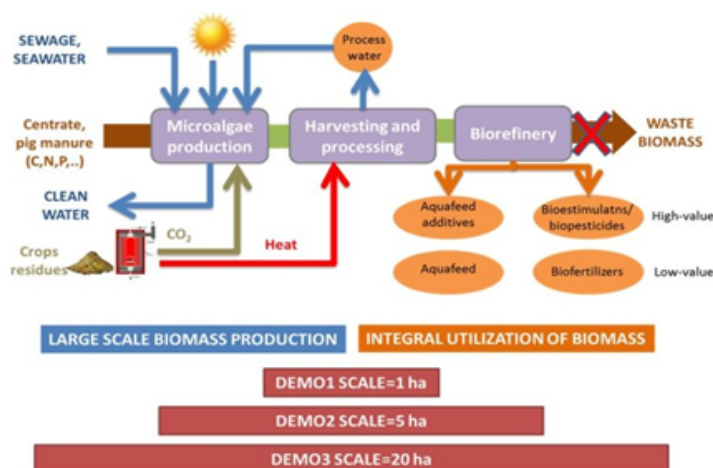 SEWAGE,
SEAWATER
Process
water
Centrate,
pig manure
(C,N,P,..)
Microalgae
production
Harvesting and
processing
Biorefinery
WASTE
BIOMASS
CLEAN
WATER
CO₂
Heat
Crops
residues
Aquafeed
additives
Bioestimulatns/
biopesticides
High-value
Aquafeed
Biofertilizers
Low-value
LARGE SCALE BIOMASS PRODUCTION
INTEGRAL UTILIZATION OF BIOMASS
DEMO1 SCALE=1 ha
DEMO2 SCALE=5 ha
DEMO3 SCALE=20 ha